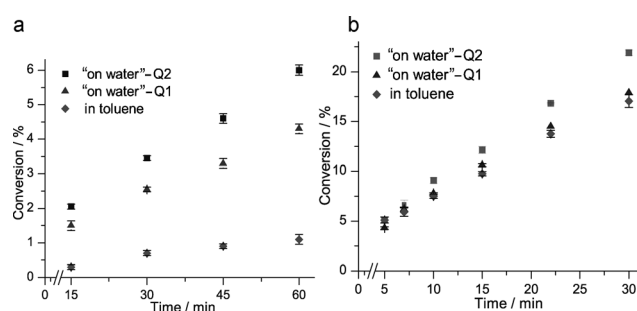 a
"on water"–Q2
"on water"–Q1
in toluene
Conversion / %
6
5
4
3
2
1
0
0 15 30 45 60
Time / min
b
"on water"–Q2
"on water"–Q1
in toluene
Conversion / %
20
15
10
5
0
0 5 10 15 20 25 30
Time / min